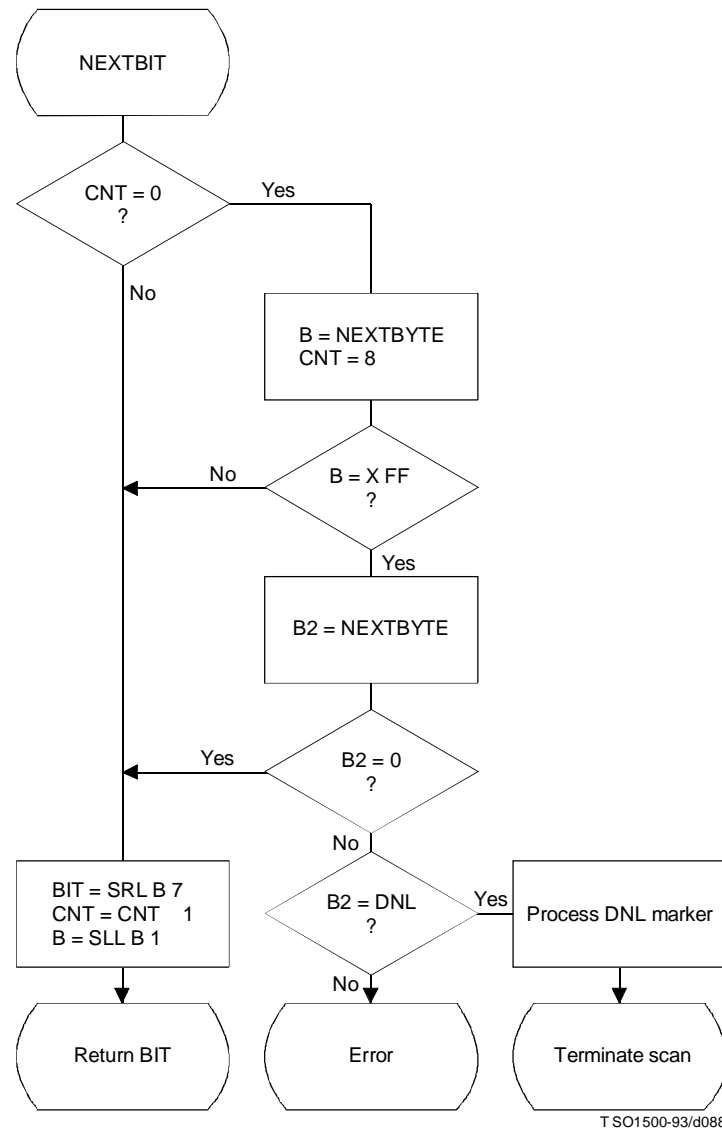 NEXTBIT
CNT = 0
?
Yes
No
B = NEXTBYTE
CNT = 8
B = X FF
?
No
Yes
B2 = NEXTBYTE
B2 = 0
?
Yes
No
BIT = SRL B 7
CNT = CNT 1
B = SLL B 1
B2 = DNL
?
Yes
Process DNL marker
No
Return BIT
Error
Terminate scan
TSO1500-93/d088